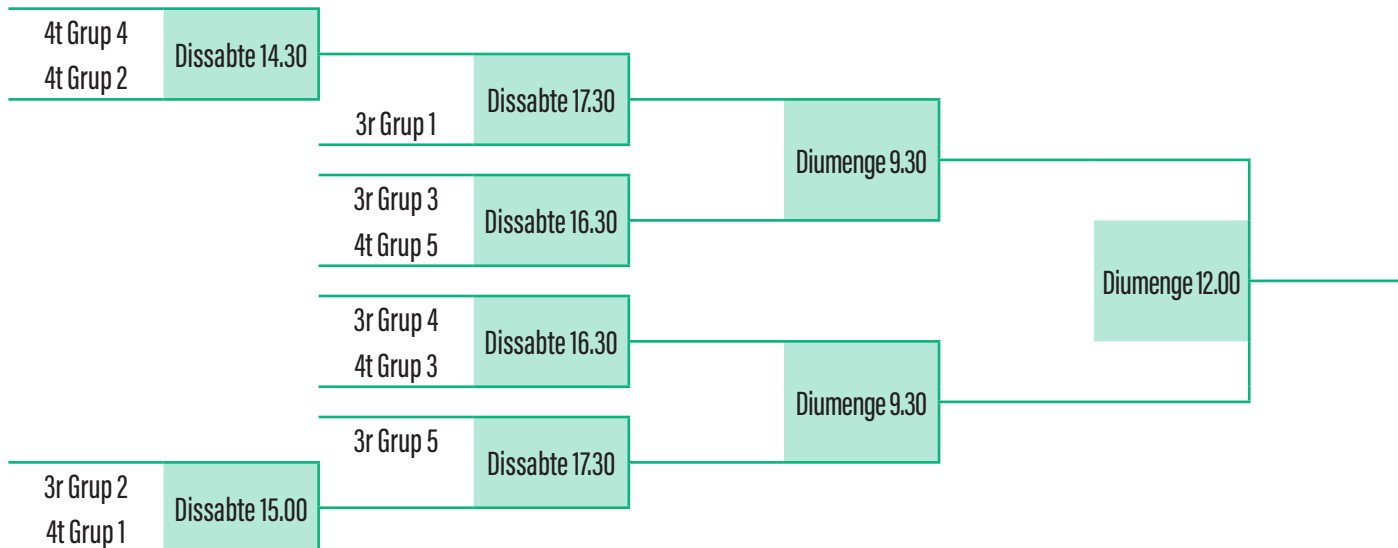 4t Grup 4
4t Grup 2
Dissabte 14.30
3r Grup 1
Dissabte 17.30
3r Grup 3
4t Grup 5
Dissabte 16.30
Diumenge 9.30
3r Grup 4
4t Grup 3
Dissabte 16.30
3r Grup 5
Dissabte 17.30
3r Grup 2
4t Grup 1
Dissabte 15.00
Diumenge 9.30
Diumenge 12.00